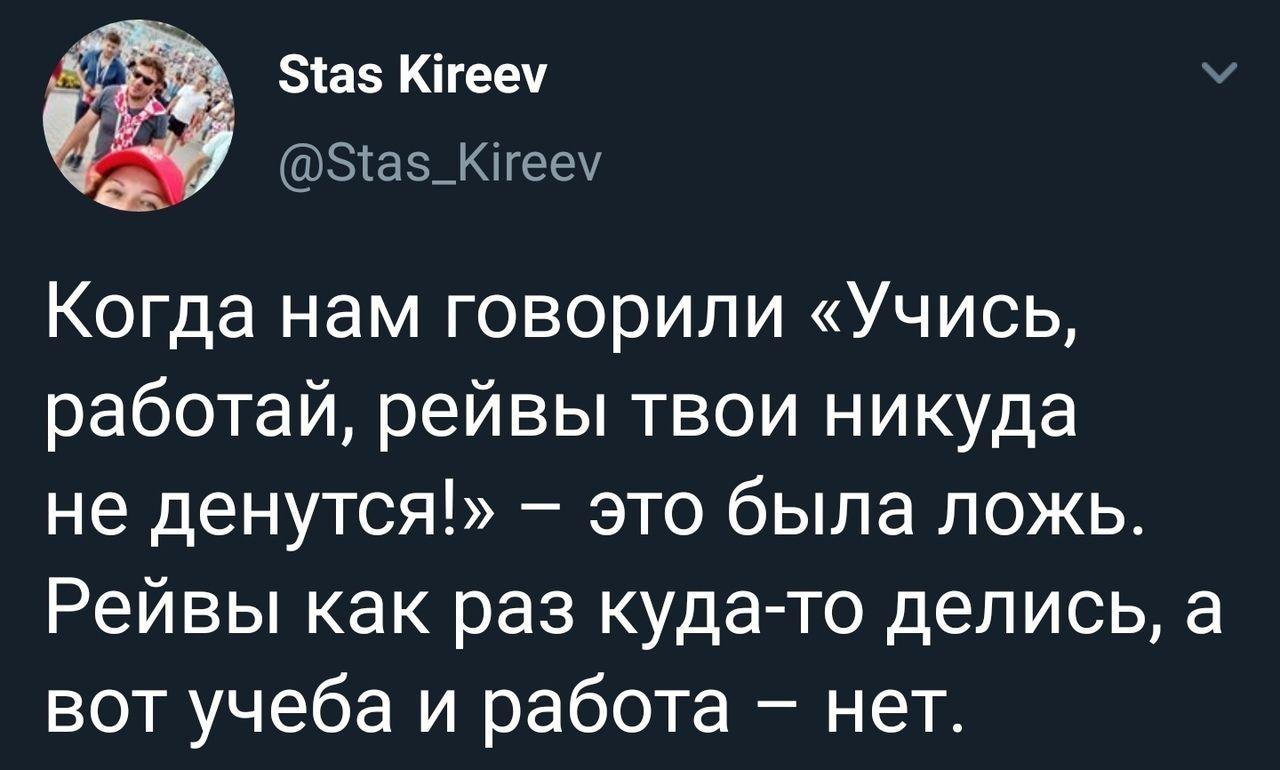 Stas Kireev
@Stas_Kireev
Когда нам говорили «Учись,
работай, рейвы твои никуда
не денутся!» – это была ложь.
Рейвы как раз куда-то делись, а
вот учеба и работа – нет.